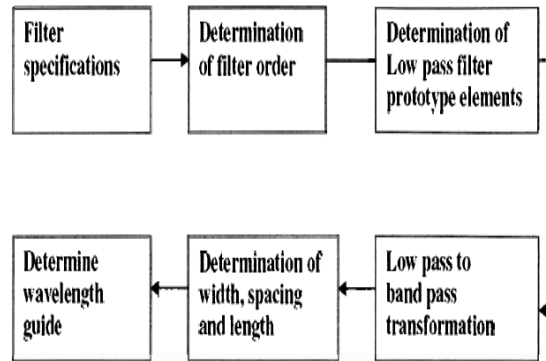 Filter
specifications
Determination
of filter order
Determination of
Low pass filter
prototype elements
Low pass to
band pass
transformation
Determination of
width, spacing
and length
Determine
wavelength
guide